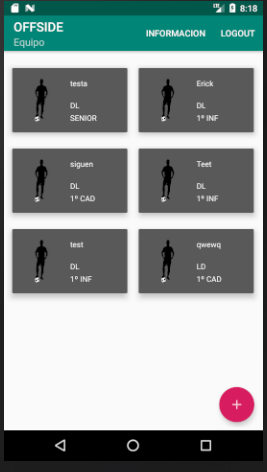 8:18
OFFSIDE
Equipo
INFORMACION LOGOUT
testa
DL
SENIOR
Erick
DL
1º INF
siguen
DL
1º CAD
Teet
DL
1º INF
test
DL
1º INF
qwewq
LD
1º CAD
+